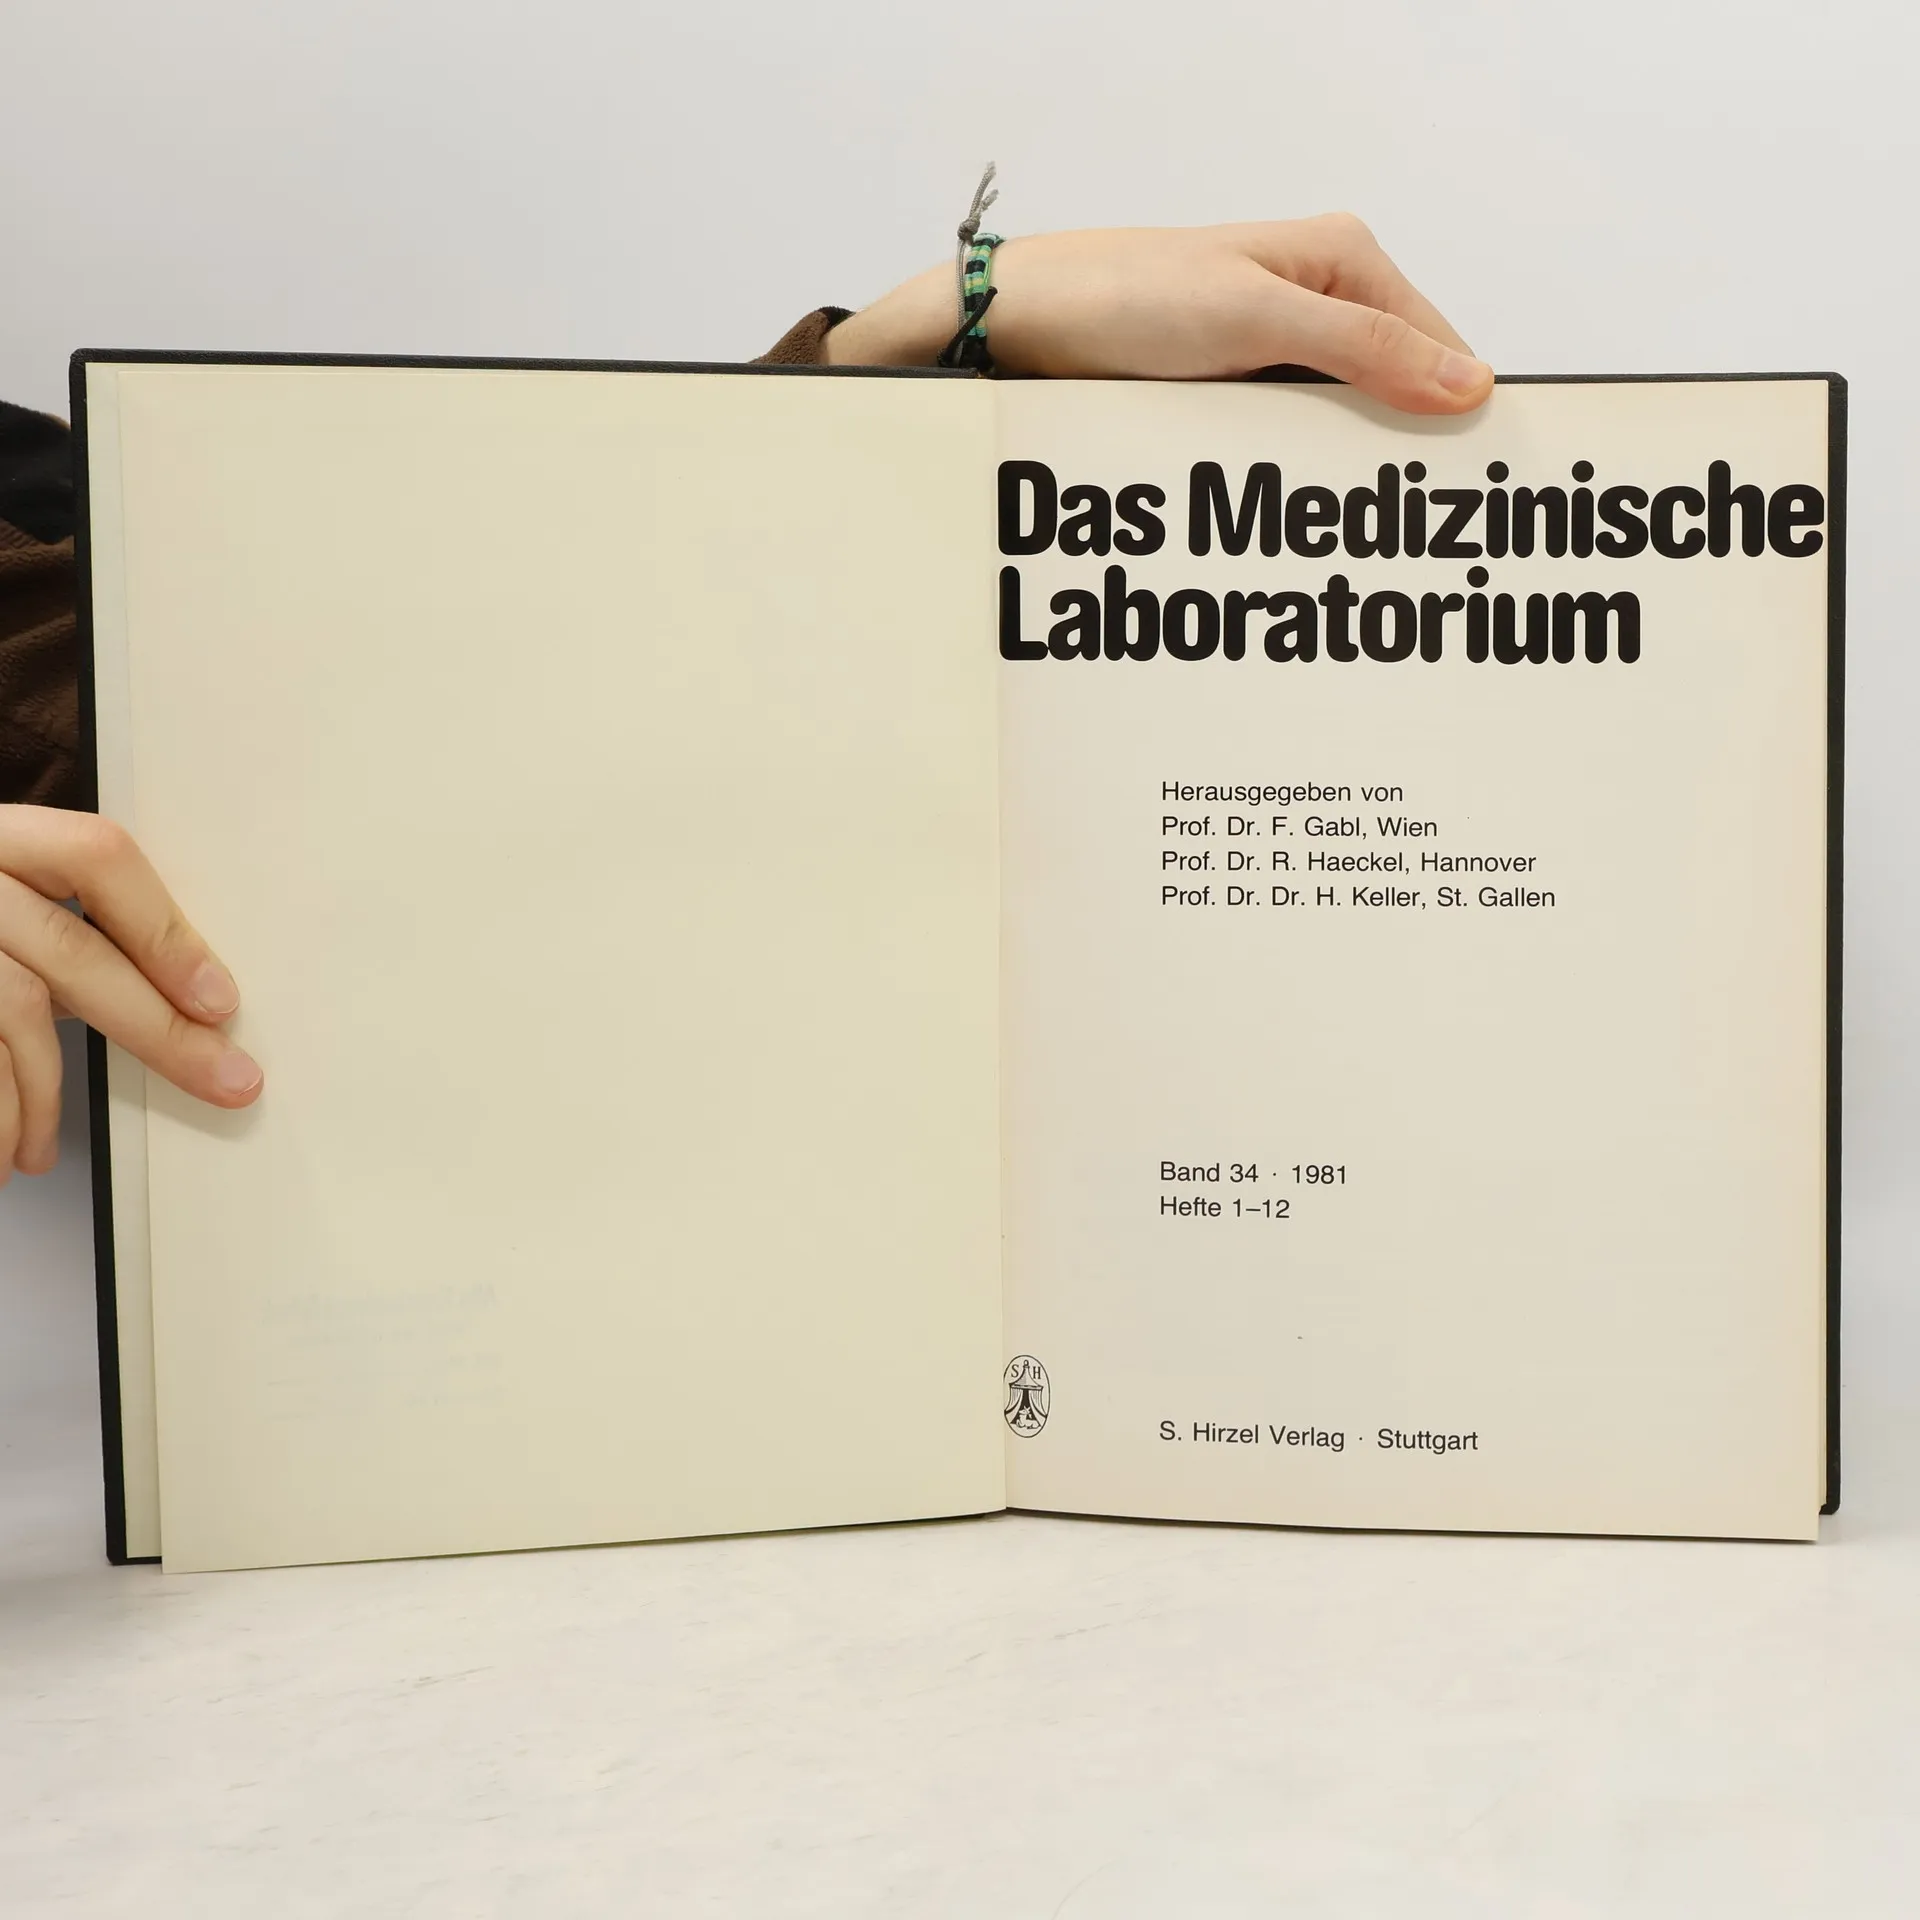 Das Medizinische
Laboratorium
Herausgegeben von
Prof. Dr. F. Gabl, Wien
Prof. Dr. R. Haeckel, Hannover
Prof. Dr. Dr. H. Keller, St. Gallen
Band 34 · 1981
Hefte 1–12
S H
S. Hirzel Verlag · Stuttgart